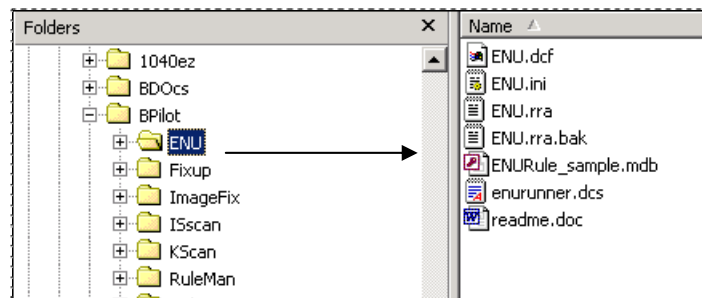 Folders
1040ez
BDOcs
BPilot
ENU
Fixup
ImageFix
ISscan
KScan
RuleMan
Name
ENU.dcf
ENU.ini
ENU.rra
ENU.rra.bak
ENURule_sample.mdb
enurunner.dcs
readme.doc